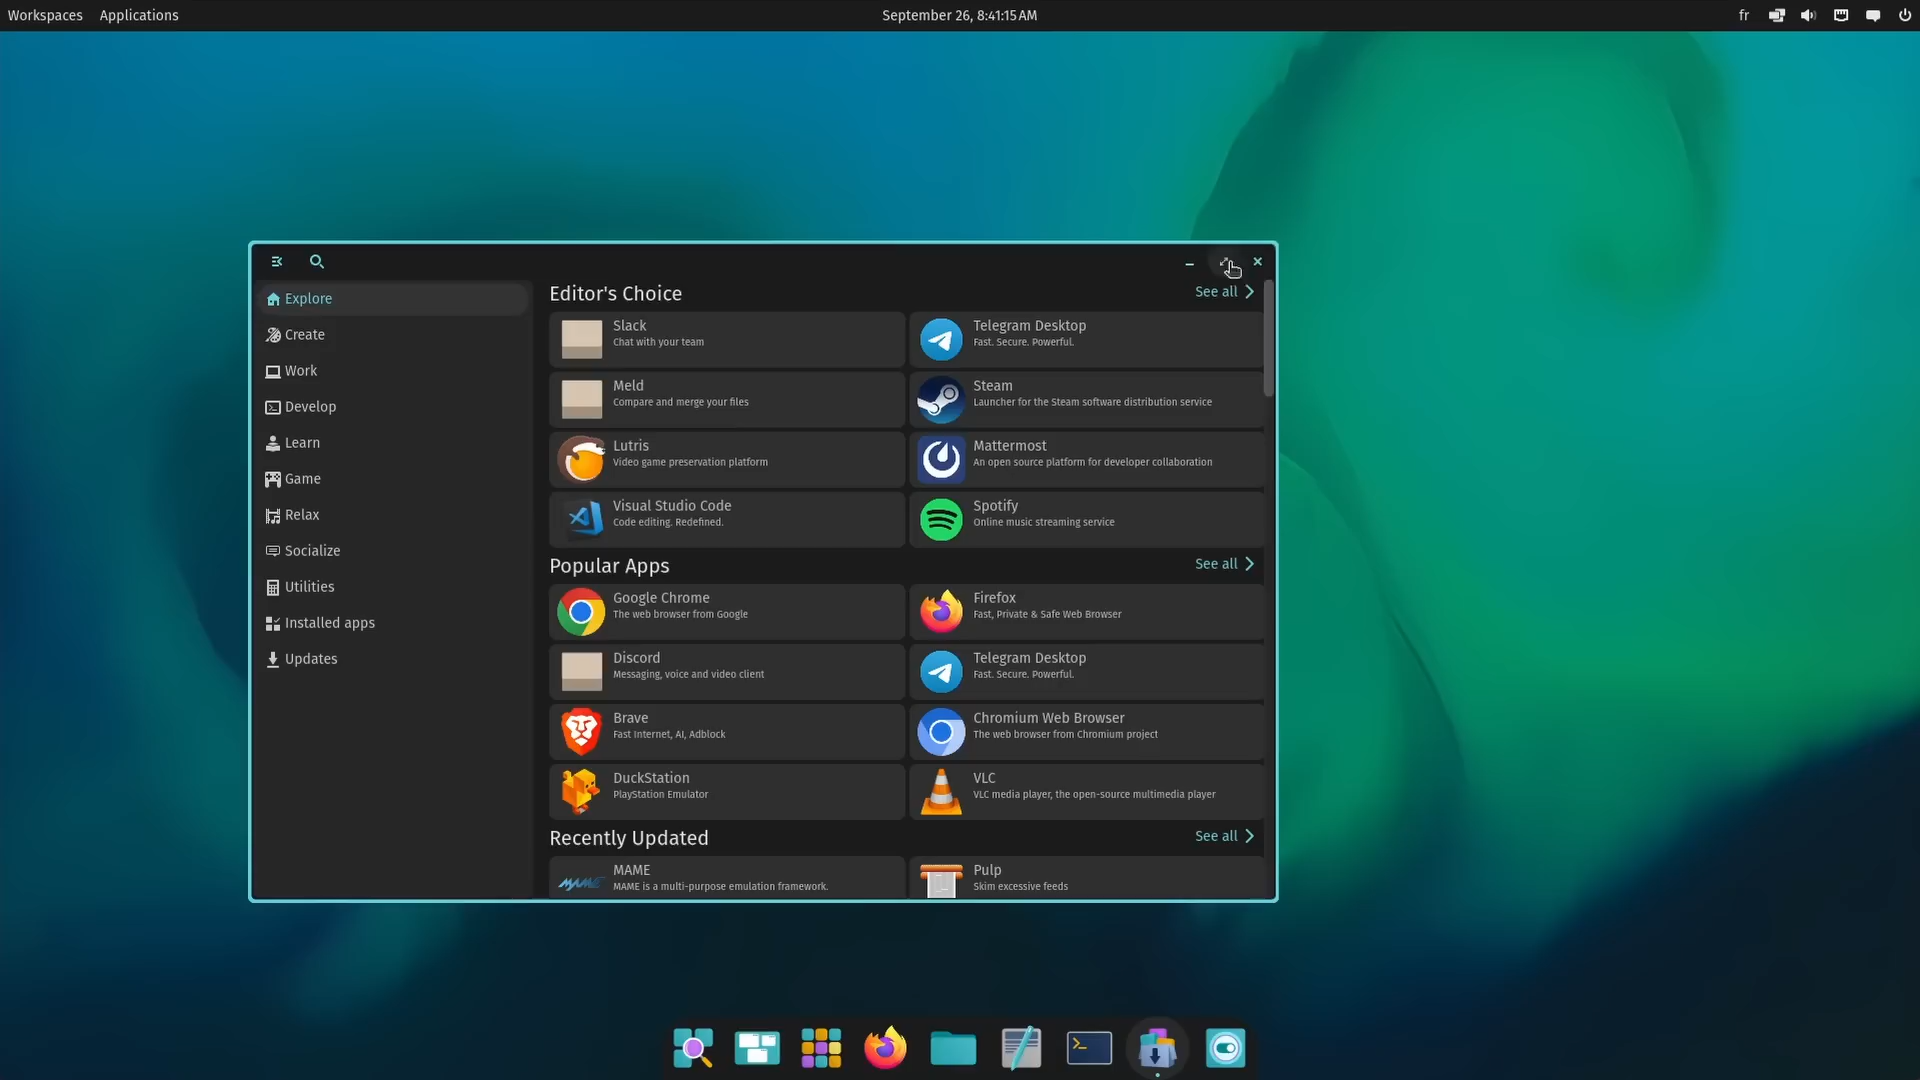 Workspaces Applications September 26, 8:41:15 AM fr
Explore
Create
Work
Develop
Learn
Game
Relax
Socialize
Utilities
Installed apps
Updates
Editor's Choice See all
Slack
Chat with your team
Telegram Desktop
Fast. Secure. Powerful.
Meld
Compare and merge your files
Steam
Launcher for the Steam software distribution service
Lutris
Video game preservation platform
Mattermost
An open source platform for developer collaboration
Visual Studio Code
Code editing. Redefined.
Spotify
Online music streaming service
Popular Apps See all
Google Chrome
The web browser from Google
Firefox
Fast, Private & Safe Web Browser
Discord
Messaging, voice and video client
Telegram Desktop
Fast. Secure. Powerful.
Brave
Fast Internet, AI, Adblock
Chromium Web Browser
The web browser from Chromium project
DuckStation
PlayStation Emulator
VLC
VLC media player, the open-source multimedia player
Recently Updated See all
MAME
MAME
MAME is a multi-purpose emulation framework.
Pulp
Skim excessive feeds